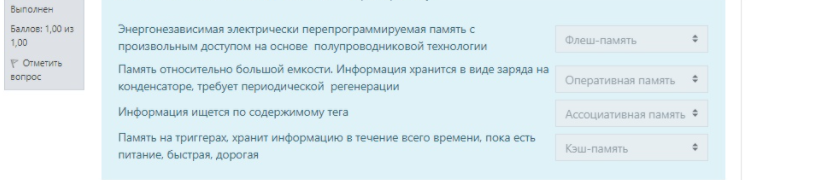 Выполнен
Баллов: 1,00 из
1,00
Отметить
вопрос
Энергонезависимая электрически перепрограммируемая память с
произвольным доступом на основе полупроводниковой технологии
Флеш-память
Память относительно большой емкости. Информация хранится в виде заряда на
конденсаторе, требует периодической регенерации
Оперативная память
Информация ищется по содержимому тега
Ассоциативная память
Память на триггерах, хранит информацию в течение всего времени, пока есть
питание, быстрая, дорогая
Кэш-память